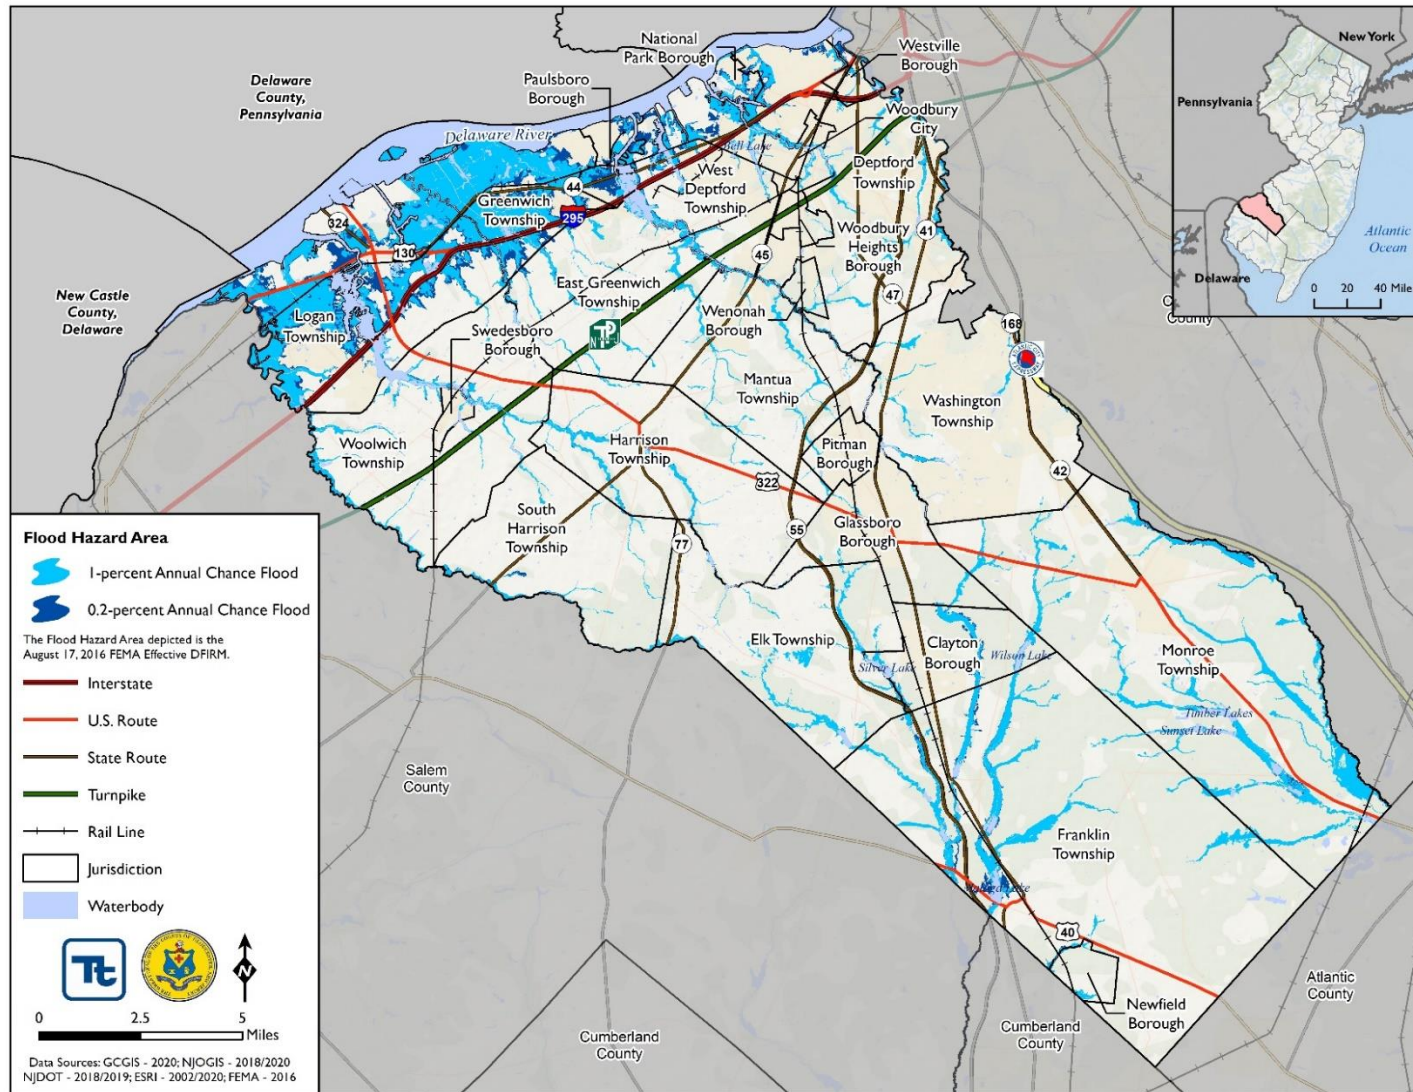 National
Park Borough
Westville
Borough
New York
Delaware
County,
Pennsylvania
Paulsboro
Borough
Pennsylvania
Woodbury
City
Delaware River
Bell Lake
Deptford
Township
West
Deptford
Township
44
Greenwich
Township
295
324
130
41
Woodbury
Heights
Borough
45
Atlantic
Ocean
Delaware
New Castle
County,
Delaware
East Greenwich
Township
47
0 20 40 Miles
County
Logan
Township
Swedesboro
Borough
Wenonah
Borough
168
Mantua
Township
Washington
Township
Woolwich
Township
Harrison
Township
Pitman
Borough
42
322
South
Harrison
Township
55
Glassboro
Borough
77
Elk Township
Silver Lake
Clayton
Borough
Wilson Lake
Monroe
Township
Timber Lakes
Sunset Lake
Salem
County
Franklin
Township
40
Newfield
Borough
Atlantic
County
Cumberland
County
Cumberland
County
Flood Hazard Area
1-percent Annual Chance Flood
0.2-percent Annual Chance Flood
The Flood Hazard Area depicted is the
August 17, 2016 FEMA Effective DFIRM.
Interstate
U.S. Route
State Route
Turnpike
Rail Line
Jurisdiction
Waterbody
Tt
N
0 2.5 5
Miles
Data Sources: GCGIS - 2020; NJOGIS - 2018/2020
NJDOT - 2018/2019; ESRI - 2002/2020; FEMA - 2016